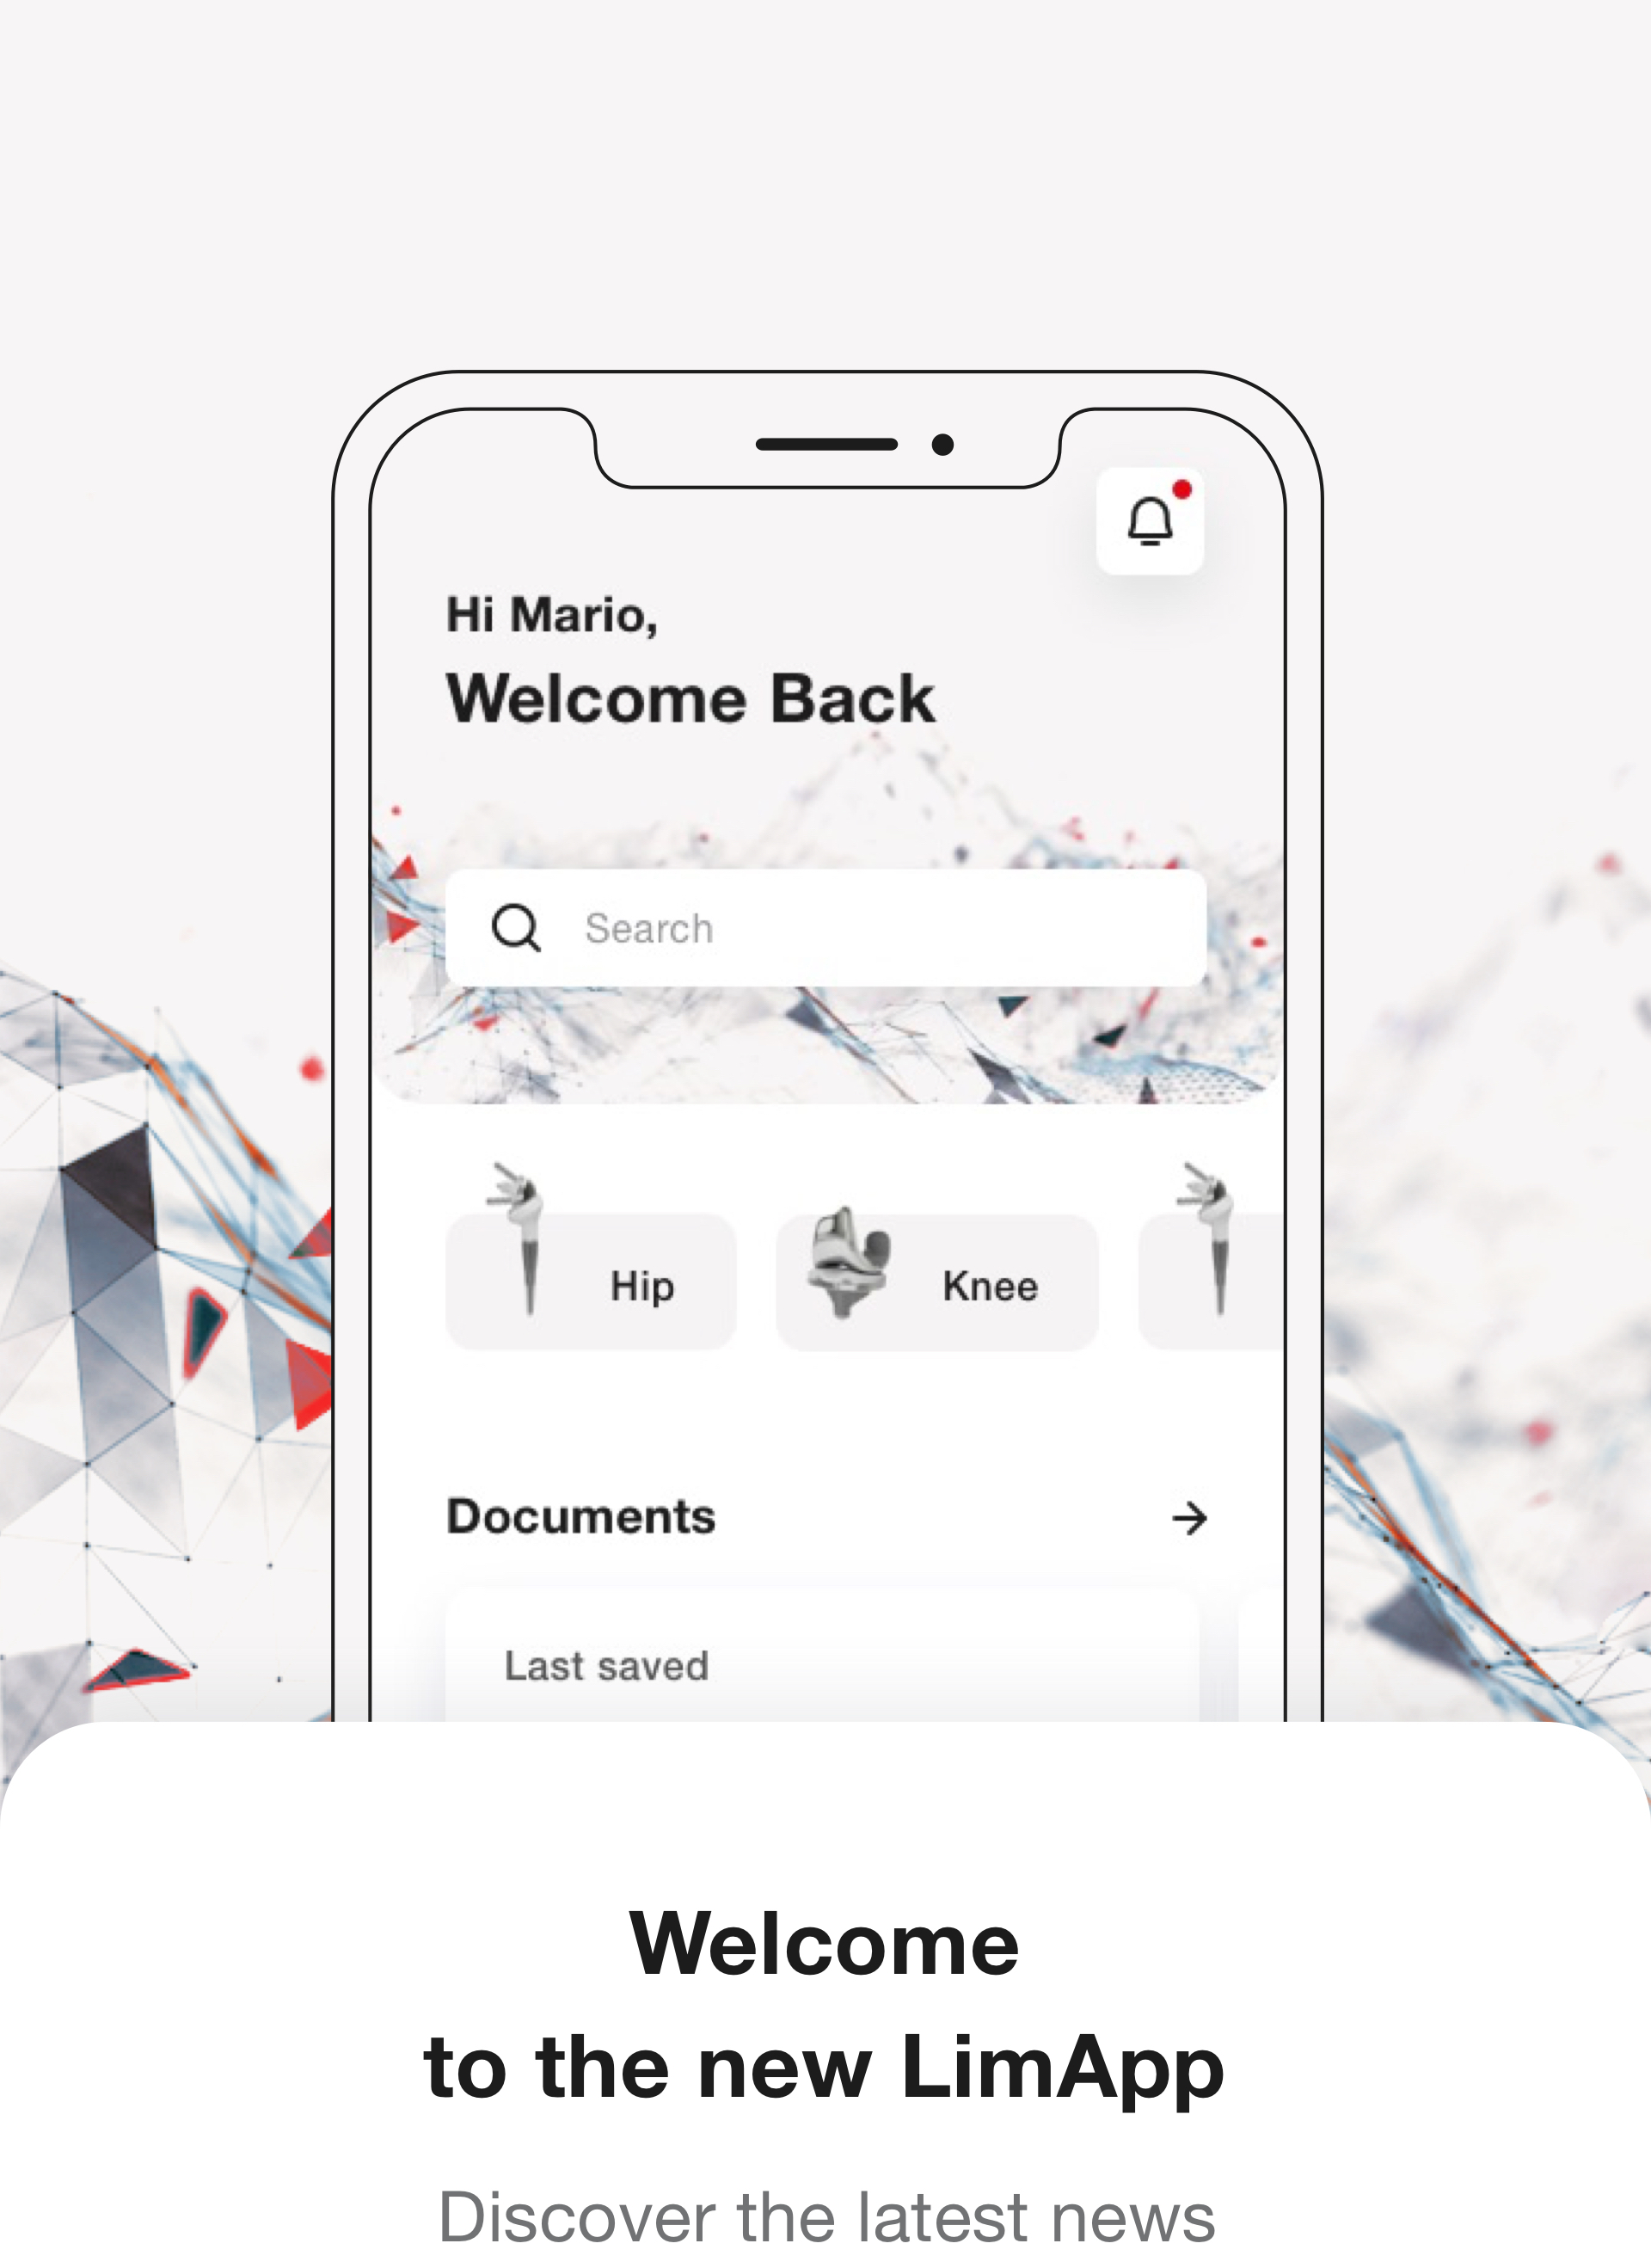 Hi Mario,
Welcome Back
Search
Hip
Knee
Documents
Last saved
Welcome
to the new LimApp
Discover the latest news